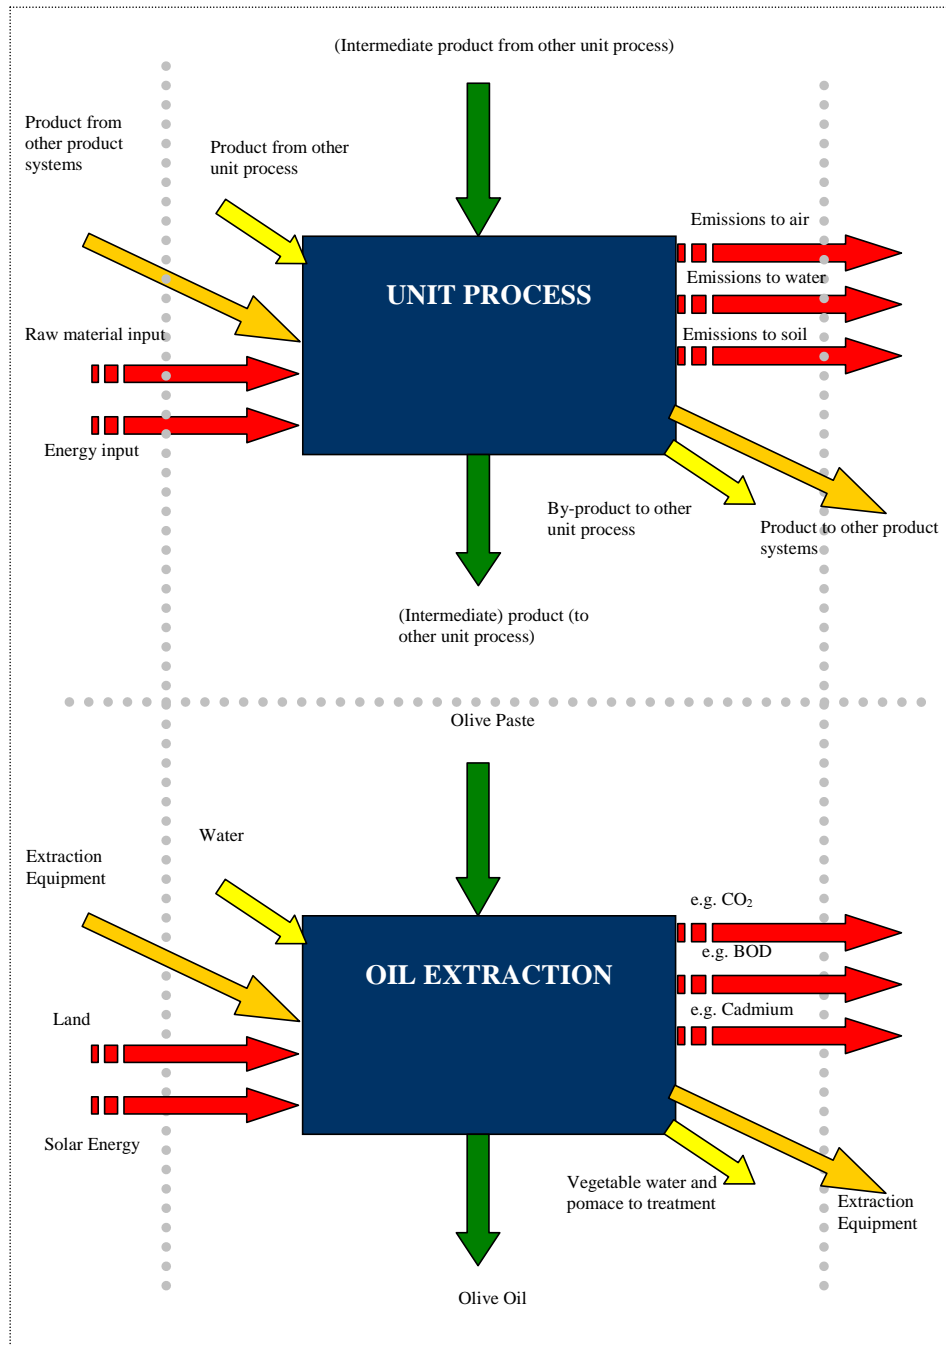 (Intermediate product from other unit process)
Product from
other product
systems
Product from other
unit process
Emissions to air
UNIT PROCESS
Emissions to water
Raw material input
Emissions to soil
Energy input
By-product to other
unit process
Product to other product
systems
(Intermediate) product (to
other unit process)
Olive Paste
Water
Extraction
Equipment
e.g. CO₂
OIL EXTRACTION
e.g. BOD
Land
e.g. Cadmium
Solar Energy
Vegetable water and
pomace to treatment
Extraction
Equipment
Olive Oil